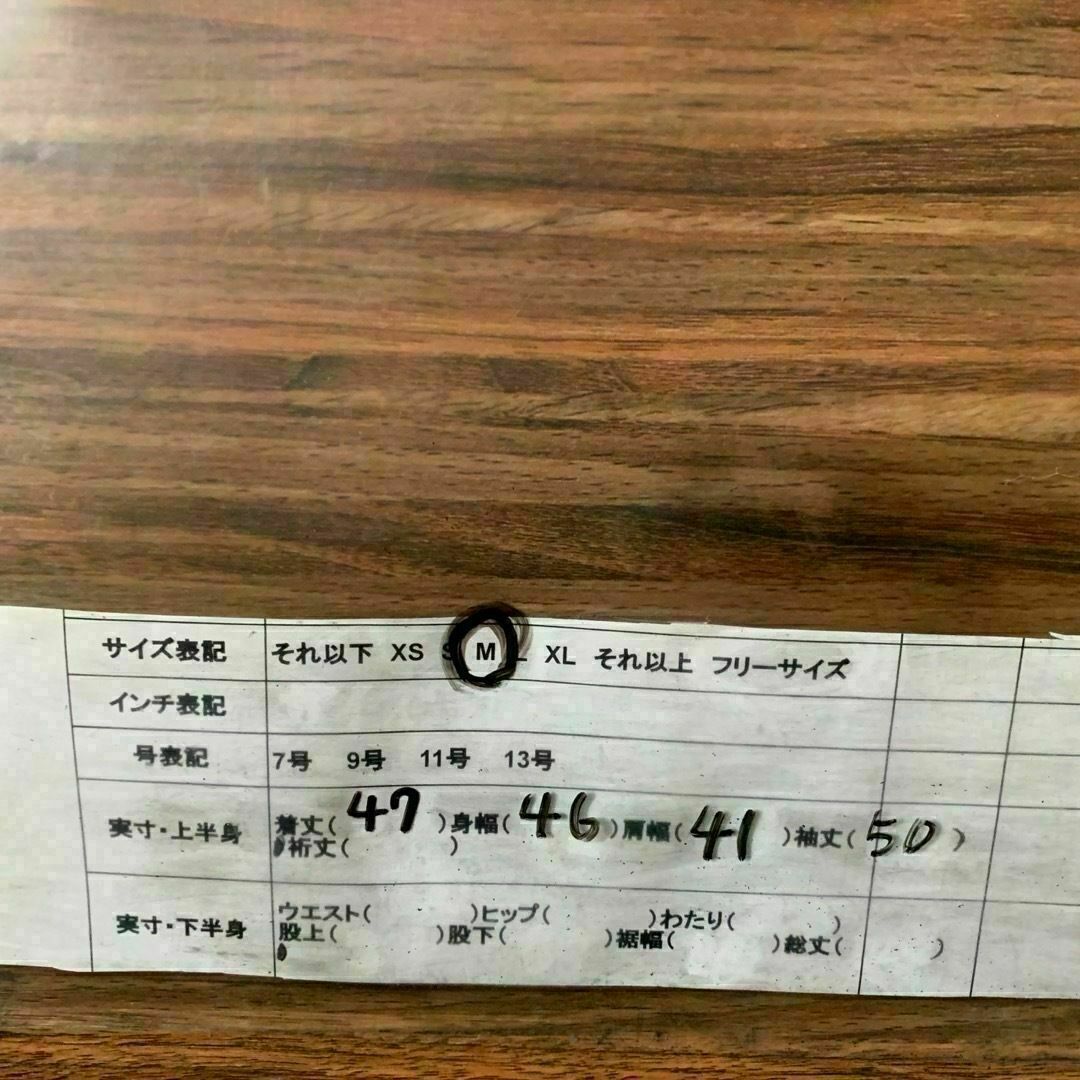 サイズ表記 それ以下 XS S M L XL それ以上 フリーサイズ
インチ表記
号表記 7号 9号 11号 13号
実寸・上半身 着丈( 47 )身幅( 46 )肩幅( 41 )袖丈( 50 )
裄丈( )
実寸・下半身 ウエスト( )ヒップ( )わたり( )
股上( )股下( )裾幅( )総丈( )